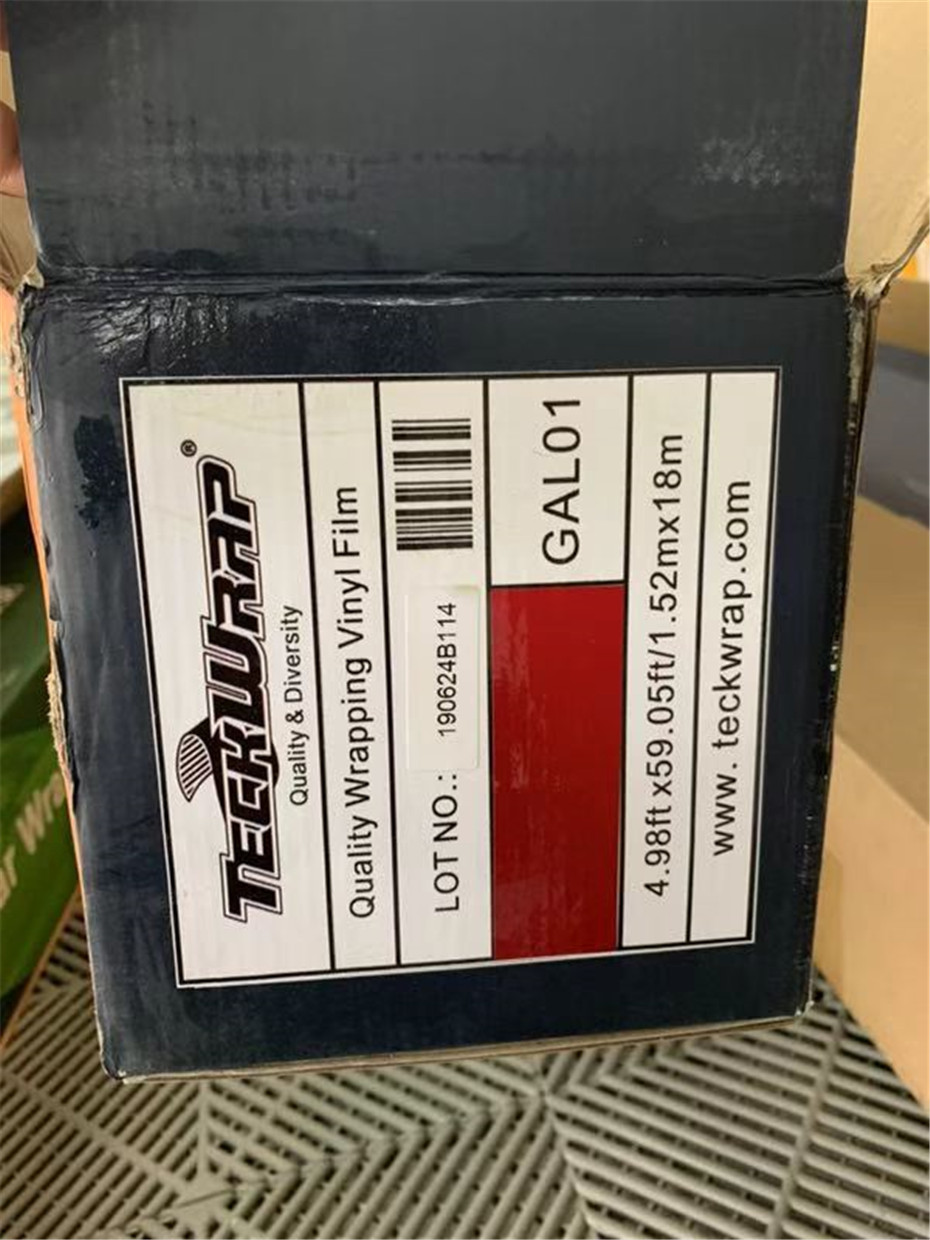 TECKWRAP®
Quality & Diversity
Quality Wrapping Vinyl Film
LOT NO.: 190624B114
GAL01
4.98ft x59.05ft/1.52mx18m
www. teckwrap.com